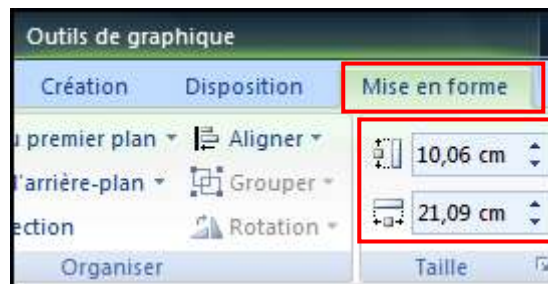 Outils de graphique
Création Disposition Mise en forme
premier plan Aligner 10,06 cm
arrière-plan Grouper
21,09 cm
Rotation
Organiser Taille